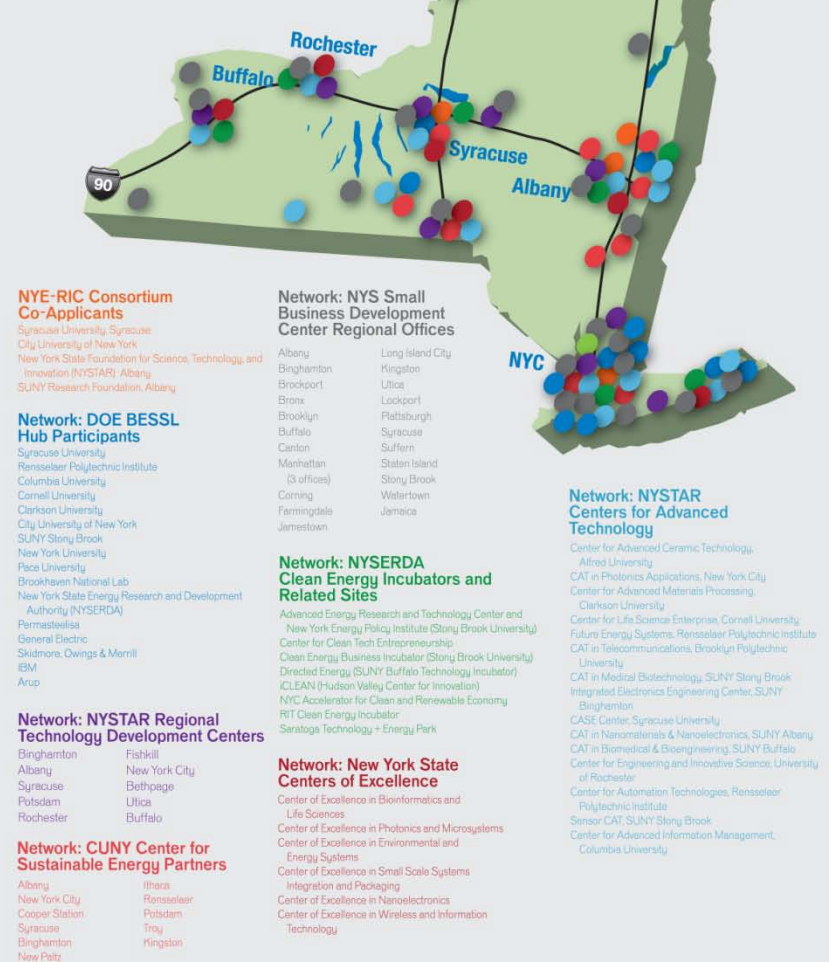 Rochester
Buffalo
Syracuse
90
Albany
NYC
NYE-RIC Consortium
Co-Applicants
Syracuse University, Syracuse
City University of New York
New York State Foundation for Science, Technology, and
Innovation (NYSTAR), Albany
SUNY Research Foundation, Albany
Network: DOE BESSL
Hub Participants
Syracuse University
Rensselaer Polytechnic Institute
Columbia University
Cornell University
Clarkson University
City University of New York
SUNY Stony Brook
New York University
Pace University
Brookhaven National Lab
New York State Energy Research and Development
Authority (NYSERDA)
Permasteelisa
General Electric
Skidmore, Owings & Merrill
IBM
Arup
Network: NYSTAR Regional
Technology Development Centers
Binghamton
Albany
Syracuse
Potsdam
Rochester
Fishkill
New York City
Bethpage
Utica
Buffalo
Network: CUNY Center for
Sustainable Energy Partners
Albany
New York City
Cooper Station
Syracuse
Binghamton
New Paltz
Ithaca
Rensselaer
Potsdam
Troy
Kingston
Network: NYS Small
Business Development
Center Regional Offices
Albany
Binghamton
Brockport
Bronx
Brooklyn
Buffalo
Canton
Manhattan
(3 offices)
Corning
Farmingdale
Jamestown
Long Island City
Kingston
Utica
Lockport
Plattsburgh
Syracuse
Suffern
Staten Island
Stony Brook
Watertown
Jamaica
Network: NYSERDA
Clean Energy Incubators and
Related Sites
Advanced Energy Research and Technology Center and
New York Energy Policy Institute (Stony Brook University)
Center for Clean Tech Entrepreneurship
Clean Energy Business Incubator (Stony Brook University)
Directed Energy (SUNY Buffalo Technology Incubator)
iCLEAN (Hudson Valley Center for Innovation)
NYC Accelerator for Clean and Renewable Economy
RIT Clean Energy Incubator
Saratoga Technology + Energy Park
Network: New York State
Centers of Excellence
Center of Excellence in Bioinformatics and
Life Sciences
Center of Excellence in Photonics and Microsystems
Center of Excellence in Environmental and
Energy Systems
Center of Excellence in Small Scale Systems
Integration and Packaging
Center of Excellence in Nanoelectronics
Center of Excellence in Wireless and Information
Technology
Network: NYSTAR
Centers for Advanced
Technology
Center for Advanced Ceramic Technology,
Alfred University
CAT in Photonics Applications, New York City
Center for Advanced Materials Processing,
Clarkson University
Center for Life Science Enterprise, Cornell University
Future Energy Systems, Rensselaer Polytechnic Institute
CAT in Telecommunications, Brooklyn Polytechnic
University
CAT in Medical Biotechnology, SUNY Stony Brook
Integrated Electronics Engineering Center, SUNY
Binghamton
CASE Center, Syracuse University
CAT in Nanomaterials & Nanoelectronics, SUNY Albany
CAT in Biomedical & Bioengineering, SUNY Buffalo
Center for Engineering and Innovative Science, University
of Rochester
Center for Automation Technologies, Rensselaer
Polytechnic Institute
Sensor CAT, SUNY Stony Brook
Center for Advanced Information Management,
Columbia University